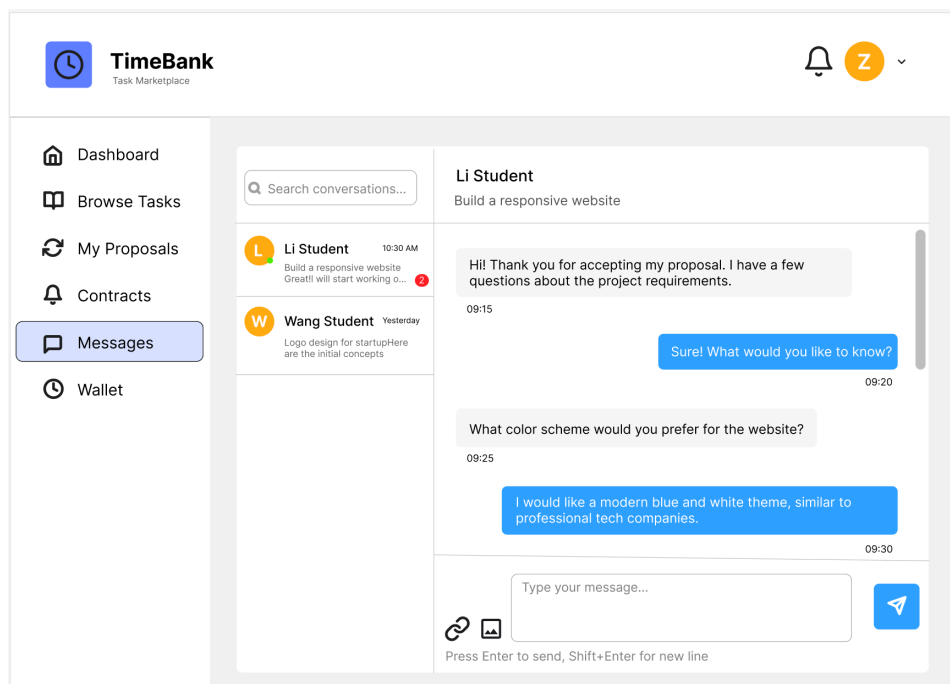 TimeBank
Task Marketplace
Z
Dashboard
Browse Tasks
My Proposals
Contracts
Messages
Wallet
Search conversations...
L
Li Student
10:30 AM
Build a responsive website
Great!I will start working o...
2
W
Wang Student
Yesterday
Logo design for startupHere
are the initial concepts
Li Student
Build a responsive website
Hi! Thank you for accepting my proposal. I have a few
questions about the project requirements.
09:15
Sure! What would you like to know?
09:20
What color scheme would you prefer for the website?
09:25
I would like a modern blue and white theme, similar to
professional tech companies.
09:30
Type your message...
Press Enter to send, Shift+Enter for new line